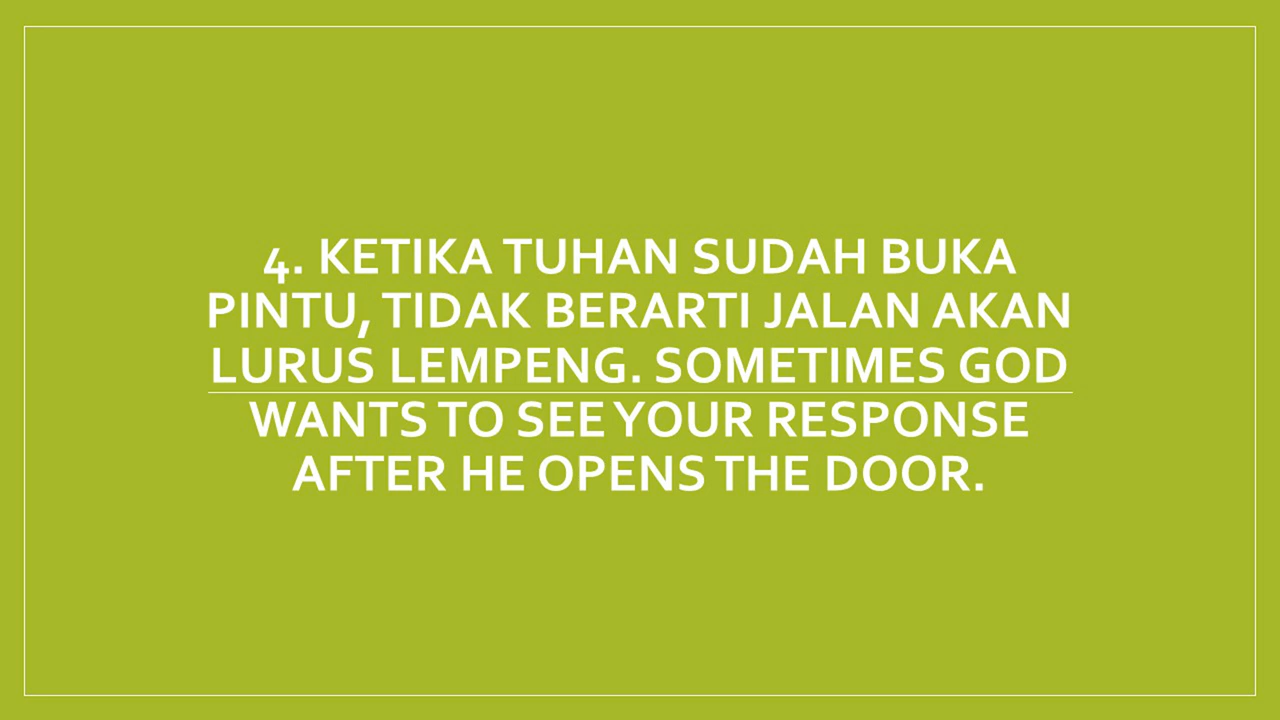 4. KETIKA TUHAN SUDAH BUKA
PINTU, TIDAK BERARTI JALAN AKAN
LURUS LEMPENG. SOMETIMES GOD
WANTS TO SEE YOUR RESPONSE
AFTER HE OPENS THE DOOR.